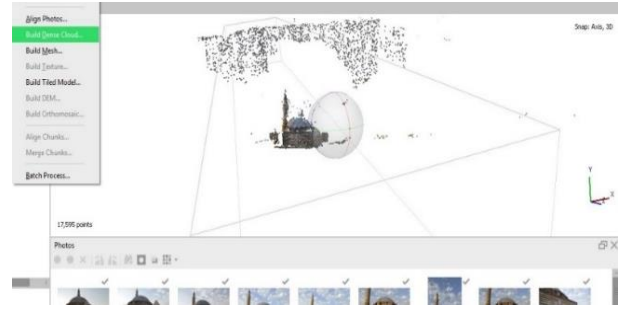 Align Photos...
Build Dense Cloud...
Build Mesh...
Build Texture...
Build Tiled Model...
Build DEM...
Build Orthomosaic...
Align Chunks...
Merge Chunks...
Batch Process...
Snap: Axis, 3D
Y
X
17,595 points
Photos